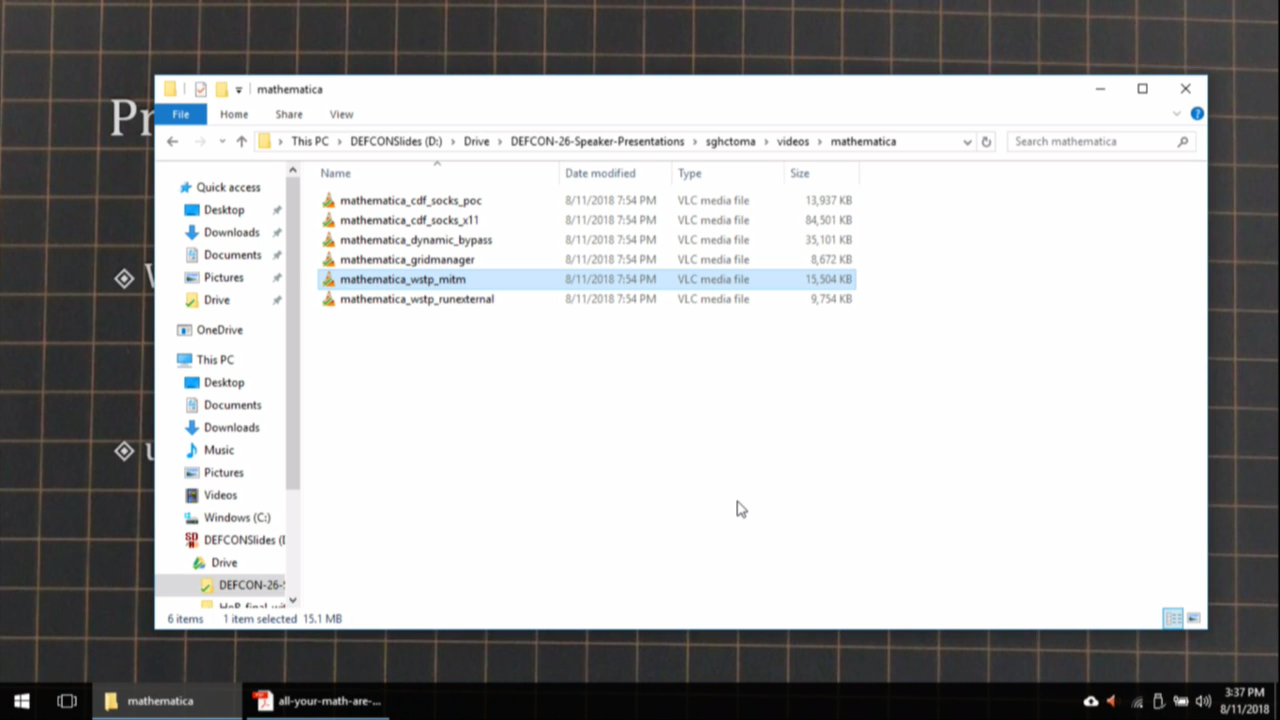 Pr
mathematica
File Home Share View
This PC DEFCONSlides (D:) Drive DEFCON-26-Speaker-Presentations sghctoma videos mathematica Search mathematica
Name Date modified Type Size
mathematica_cdf_socks_poc 8/11/2018 7:54 PM VLC media file 13,937 KB
mathematica_cdf_socks_x11 8/11/2018 7:54 PM VLC media file 84,501 KB
mathematica_dynamic_bypass 8/11/2018 7:54 PM VLC media file 35,101 KB
mathematica_gridmanager 8/11/2018 7:54 PM VLC media file 8,672 KB
mathematica_wstp_mitm 8/11/2018 7:54 PM VLC media file 15,504 KB
mathematica_wstp_runexternal 8/11/2018 7:54 PM VLC media file 9,754 KB
Quick access
Desktop
Downloads
Documents
Pictures
Drive
OneDrive
This PC
Desktop
Documents
Downloads
Music
Pictures
Videos
Windows (C:)
DEFCONSlides (
Drive
DEFCON-26-
6 items 1 item selected 15.1 MB
mathematica
all-your-math-are-...
3:37 PM
8/11/2018